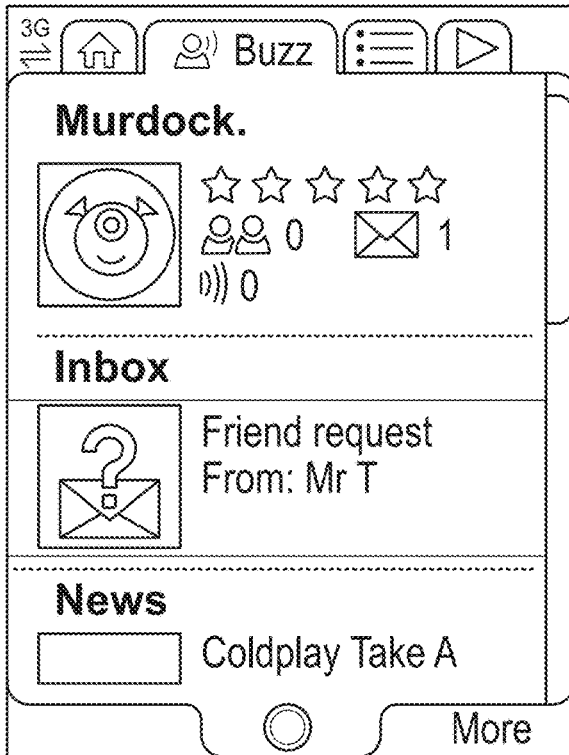 3G
Buzz
Murdock.
0 1
0
Inbox
?
Friend request
From: Mr T
News
Coldplay Take A
More